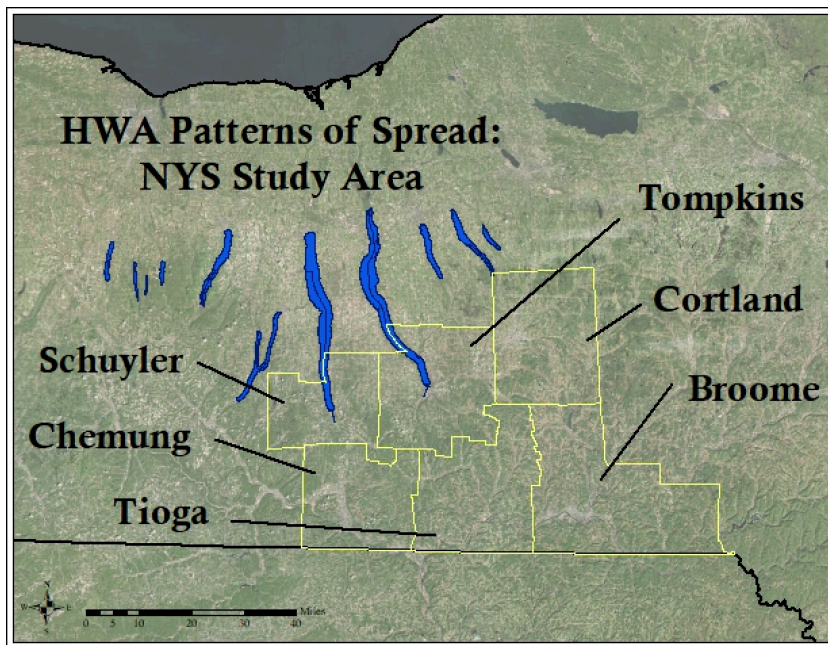 HWA Patterns of Spread:
NYS Study Area
Tompkins
Cortland
Schuyler
Broome
Chemung
Tioga
N
W E
S
Miles
0 5 10 20 30 40